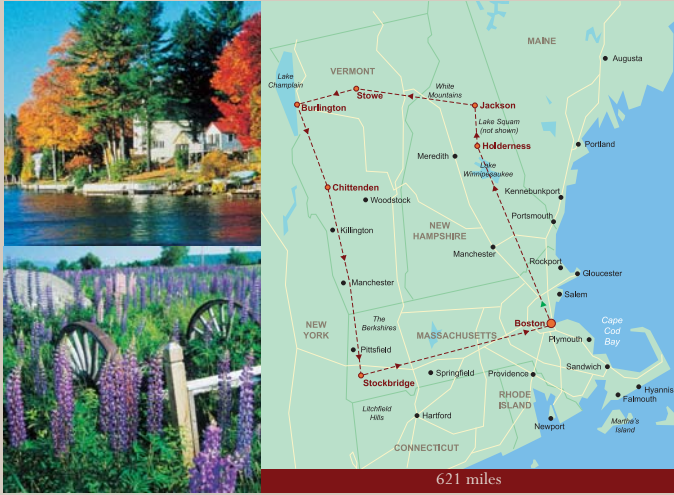 MAINE
Augusta
VERMONT
Lake
Champlain
Stowe
White
Mountains
Burlington
Jackson
Lake Squam
(not shown)
Holderness
Portland
Meredith
Lake
Winnipesaukee
Chittenden
Woodstock
Kennebunkport
Portsmouth
Killington
NEW
HAMPSHIRE
Manchester
Rockport
Gloucester
Manchester
Salem
The
Berkshires
NEW
YORK
MASSACHUSETTS
Boston
Cape
Cod
Bay
Plymouth
Pittsfield
Stockbridge
Springfield
Providence
Sandwich
Hyannis
Falmouth
RHODE
ISLAND
Litchfield
Hills
Hartford
Newport
Martha's
Island
CONNECTICUT
621 miles